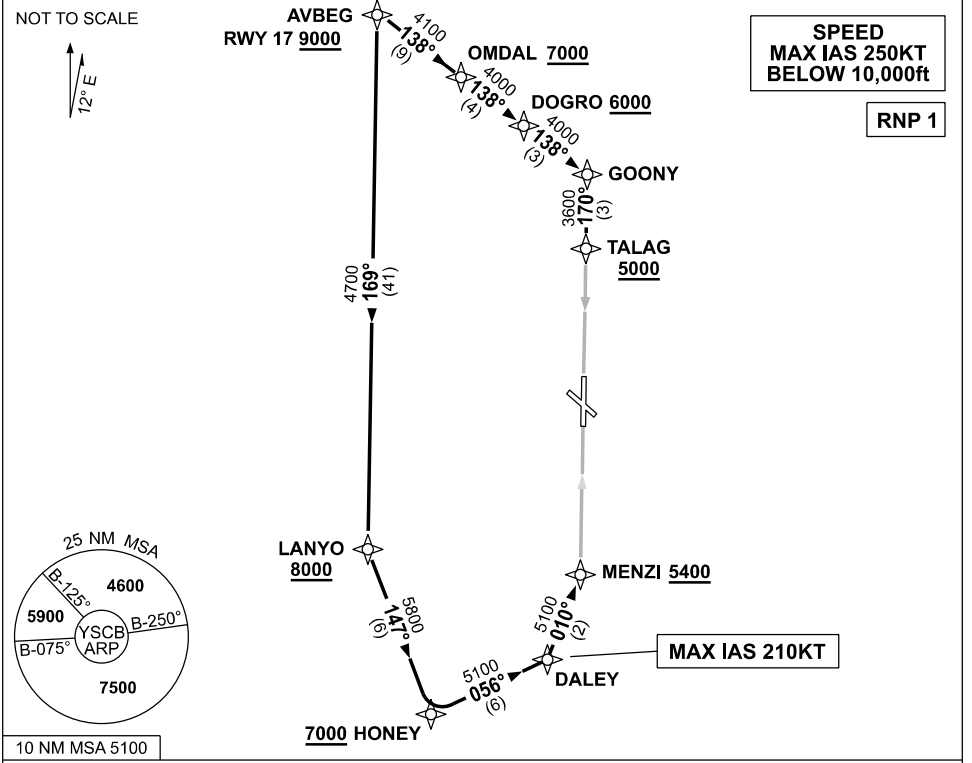 NOT TO SCALE
12° E
AVBEG
RWY 17 9000
4100
138°
(9)
OMDAL 7000
4000
138°
(4)
DOGRO 6000
4000
138°
(3)
GOONY
3600
170°
(3)
TALAG
5000
SPEED
MAX IAS 250KT
BELOW 10,000ft
RNP 1
4700
169°
(41)
LANYO
8000
5800
147°
(6)
7000 HONEY
5100
056°
(6)
DALEY
MAX IAS 210KT
5100
010°
(2)
MENZI 5400
25 NM MSA
B-125°
4600
5900
B-250°
YSCB
ARP
B-075°
7500
10 NM MSA 5100